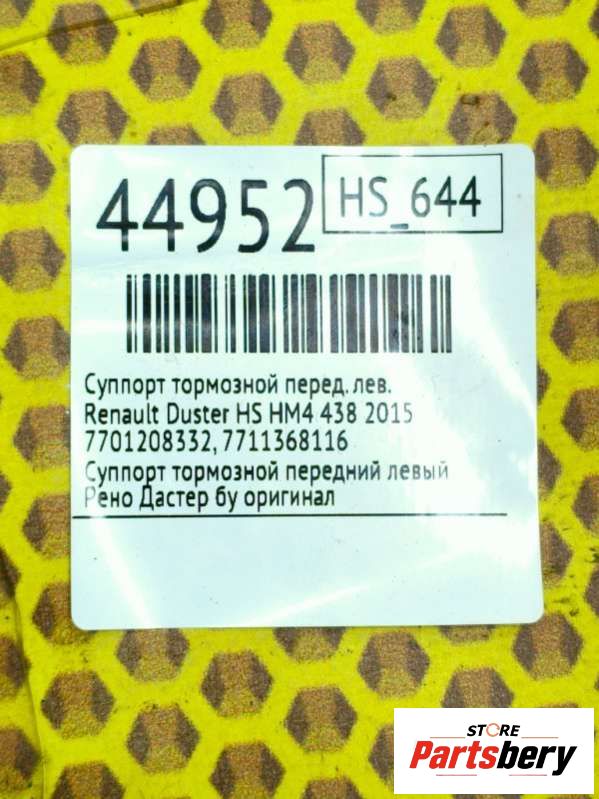 44952
HS_644
Суппорт тормозной перед. лев.
Renault Duster HS HM4 438 2015
7701208332, 7711368116
Суппорт тормозной передний левый
Рено Дастер бу оригинал
STORE
Partsbery